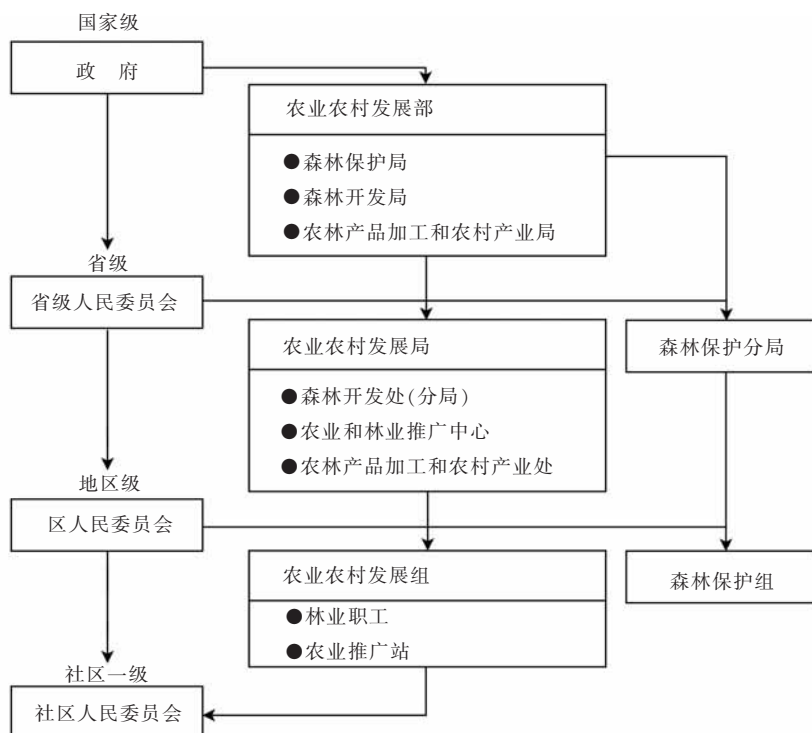 国家级
政 府
农业农村发展部
●森林保护局
●森林开发局
●农林产品加工和农村产业局
省级
省级人民委员会
农业农村发展局
森林保护分局
●森林开发处(分局)
●农业和林业推广中心
●农林产品加工和农村产业处
地区级
区人民委员会
农业农村发展组
森林保护组
●林业职工
●农业推广站
社区一级
社区人民委员会